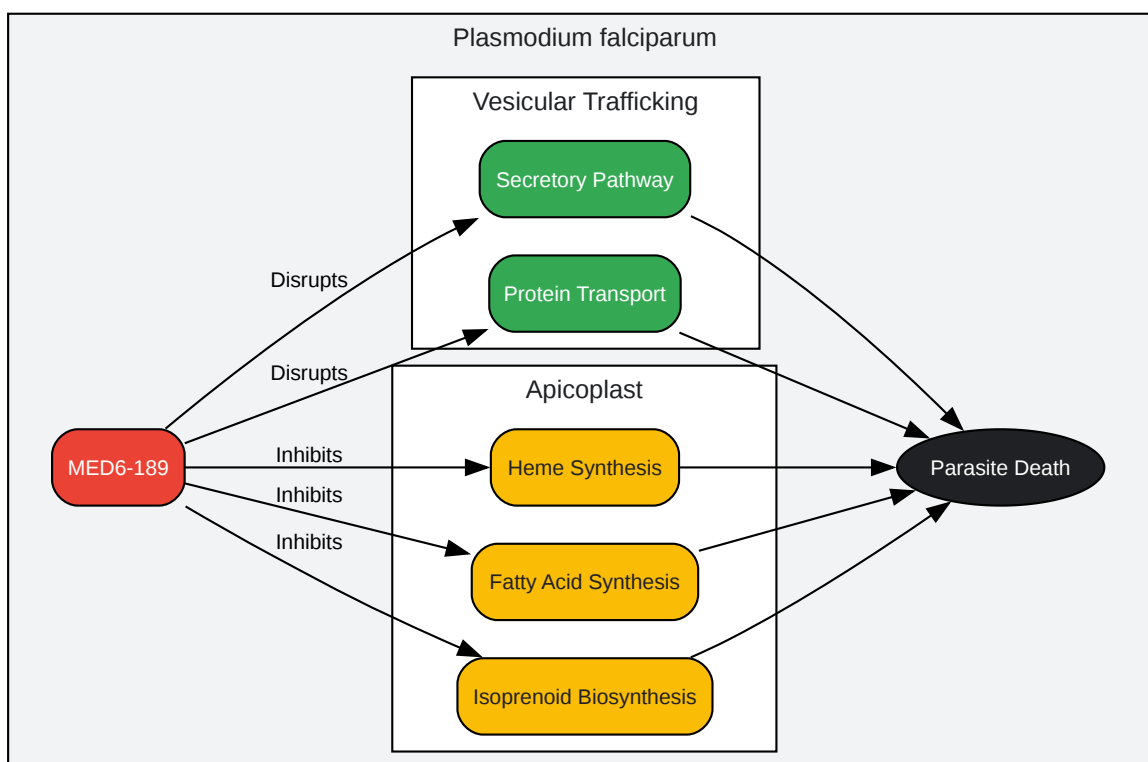 Plasmodium falciparum
Vesicular Trafficking
Secretory Pathway
Disrupts
Protein Transport
Disrupts
Apicoplast
MED6-189
Inhibits
Heme Synthesis
Parasite Death
Inhibits
Inhibits
Fatty Acid Synthesis
Isoprenoid Biosynthesis